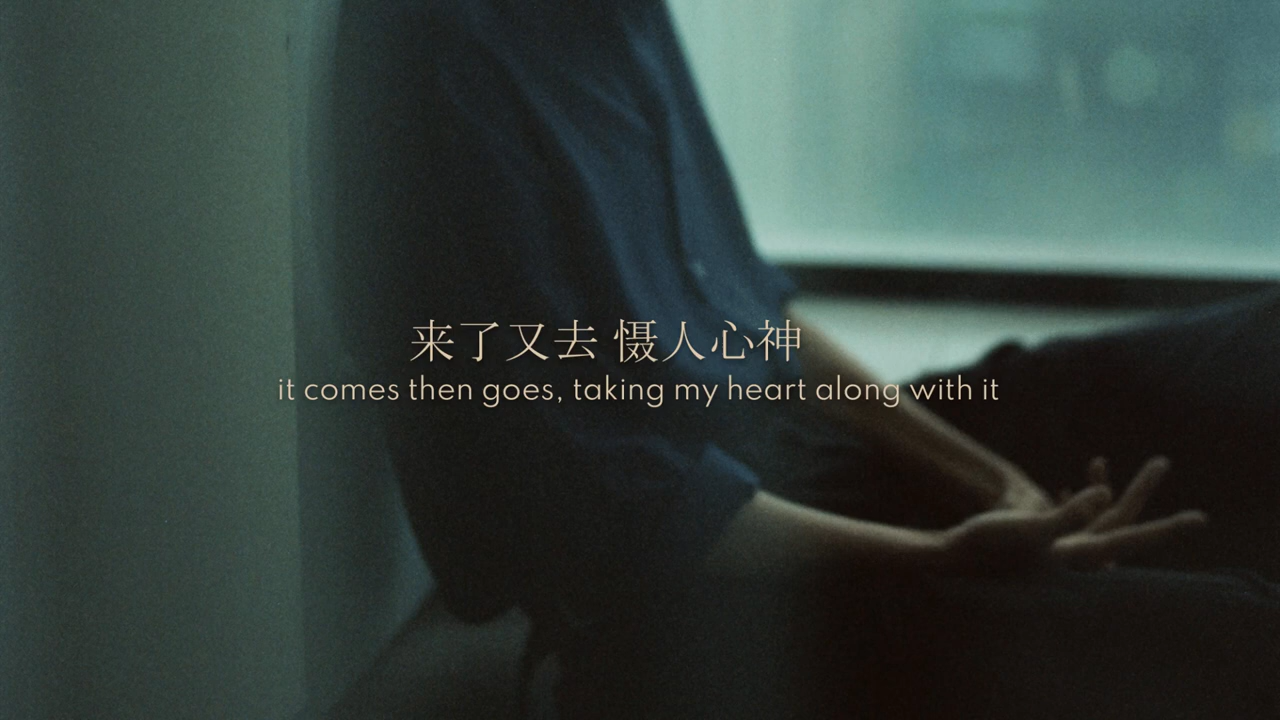 来了又去 慑人心神
it comes then goes, taking my heart along with it